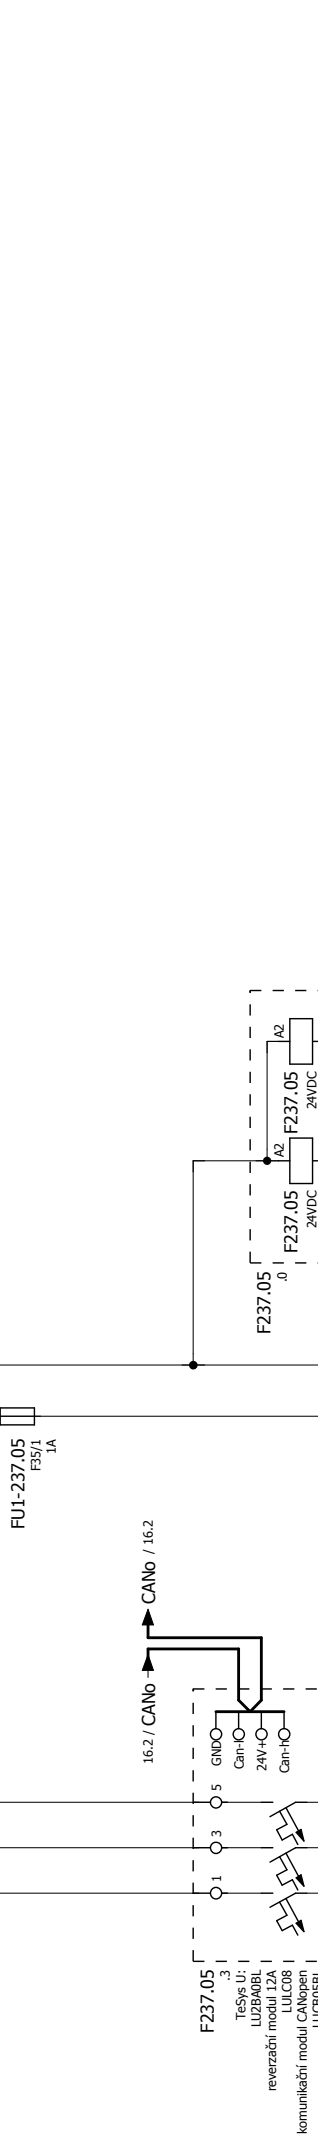 A2
F237.05
24VDC
A2
F237.05
24VDC
F237.05
.0
FU1-237.05
F35/1
1A
16.2 / CANo
CANo / 16.2
GND
Can-l
24V+
Can-h
5
3
1
F237.05
.3
TeSys U:
LU2BA0BL
reverzační modul 12A
LULC08
komunikační modul CANopen